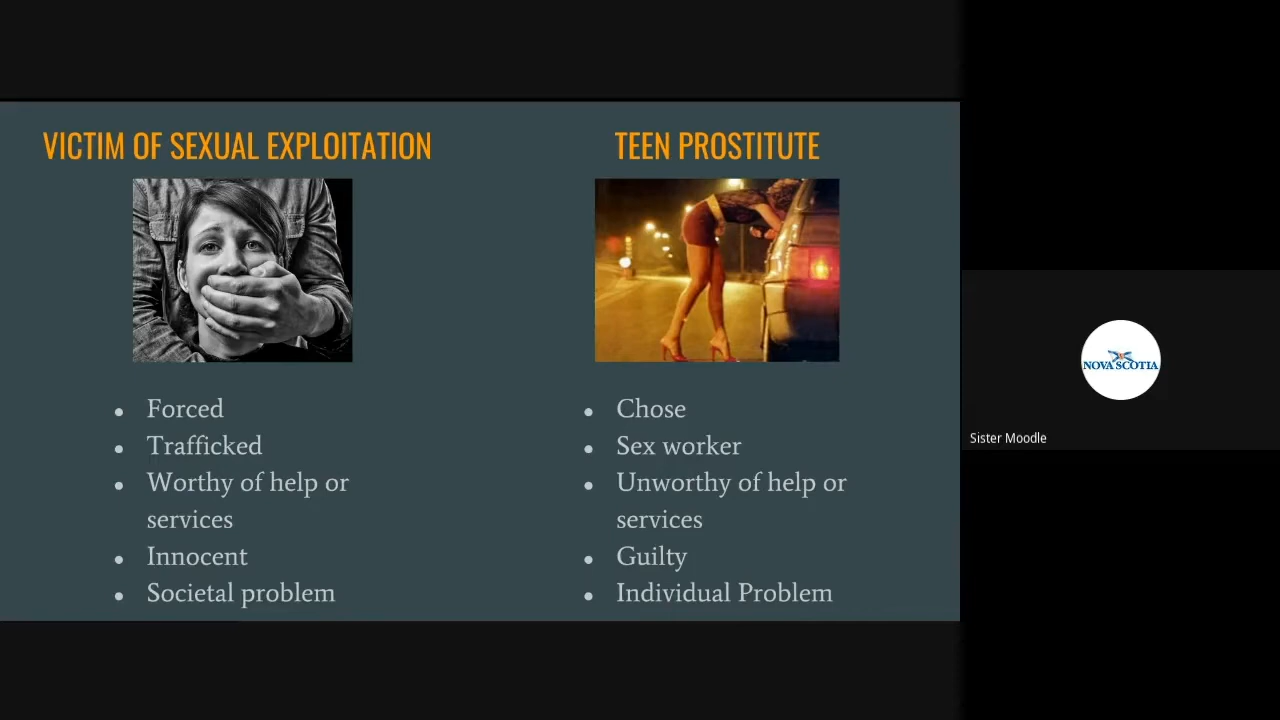 VICTIM OF SEXUAL EXPLOITATION
TEEN PROSTITUTE
• Forced
• Trafficked
• Worthy of help or
services
• Innocent
• Societal problem
• Chose
• Sex worker
• Unworthy of help or
services
• Guilty
• Individual Problem
NOVA SCOTIA
Sister Moodle